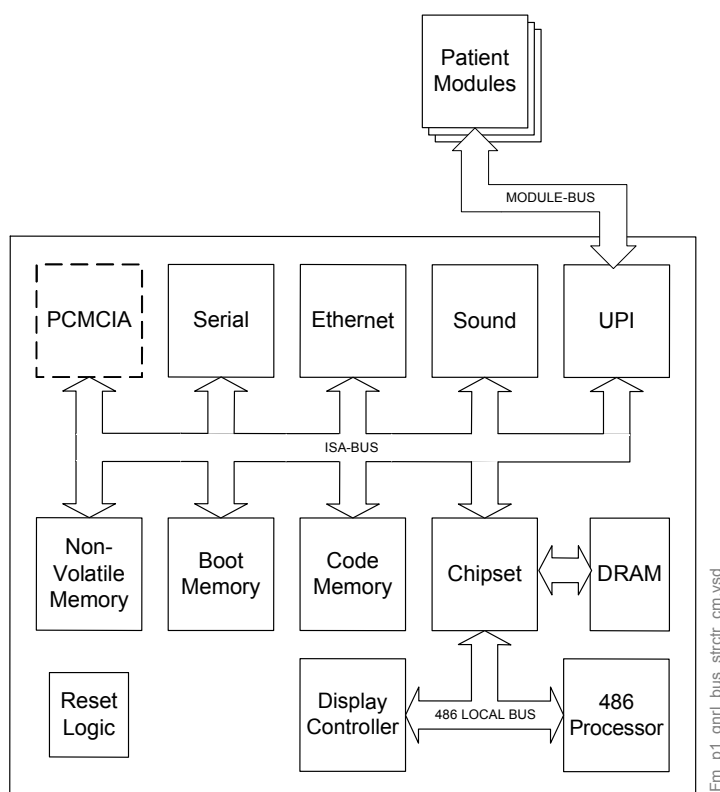 Patient
Modules
MODULE-BUS
PCMCIA
Serial
Ethernet
Sound
UPI
ISA-BUS
Non-
Volatile
Memory
Boot
Memory
Code
Memory
Chipset
DRAM
Reset
Logic
Display
Controller
486 LOCAL BUS
486
Processor
Fm_p1_gnrl_bus_strctr_cm.vsd